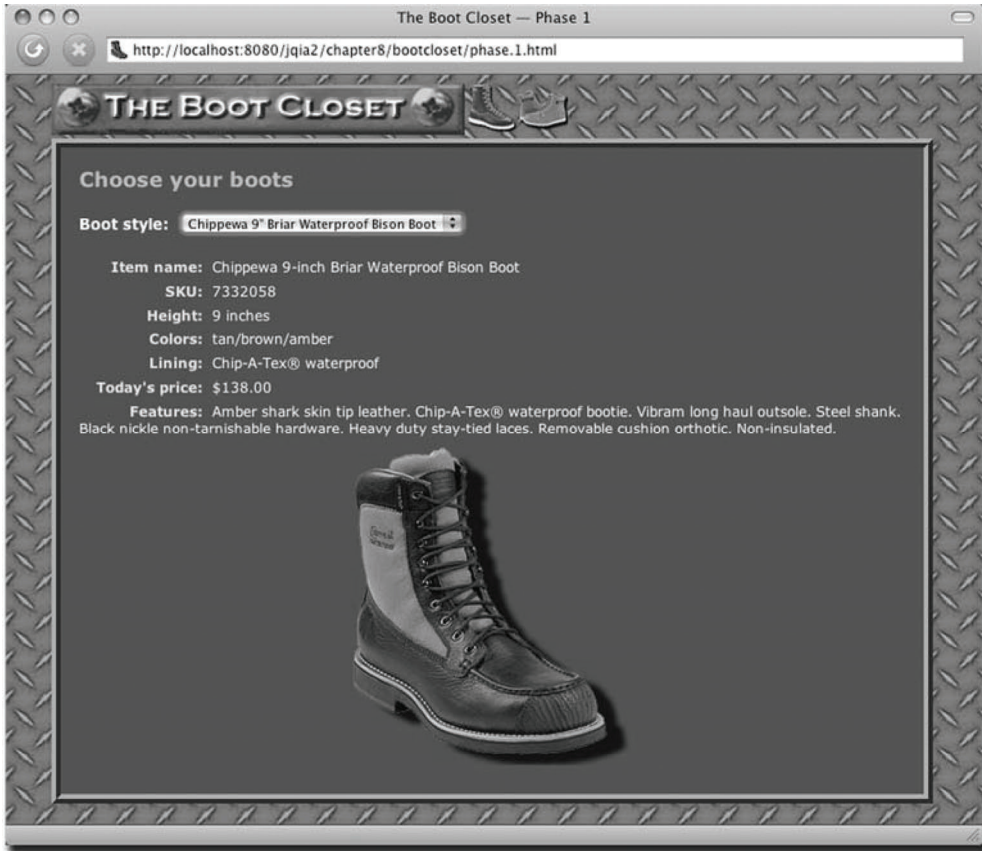 The Boot Closet — Phase 1
http://localhost:8080/jqia2/chapter8/bootcloset/phase.1.html
THE BOOT CLOSET
Choose your boots
Boot style: Chippewa 9" Briar Waterproof Bison Boot
Item name: Chippewa 9-inch Briar Waterproof Bison Boot
SKU: 7332058
Height: 9 inches
Colors: tan/brown/amber
Lining: Chip-A-Tex® waterproof
Today's price: $138.00
Features: Amber shark skin tip leather. Chip-A-Tex® waterproof bootie. Vibram long haul outsole. Steel shank.
Black nickle non-tarnishable hardware. Heavy duty stay-tied laces. Removable cushion orthotic. Non-insulated.